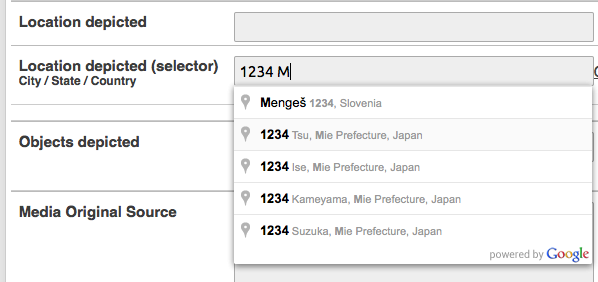 Location depicted
Location depicted (selector)
City / State / Country
1234 M
Mengeš 1234, Slovenia
1234 Tsu, Mie Prefecture, Japan
1234 Ise, Mie Prefecture, Japan
1234 Kameyama, Mie Prefecture, Japan
1234 Suzuka, Mie Prefecture, Japan
powered by Google
Objects depicted
Media Original Source